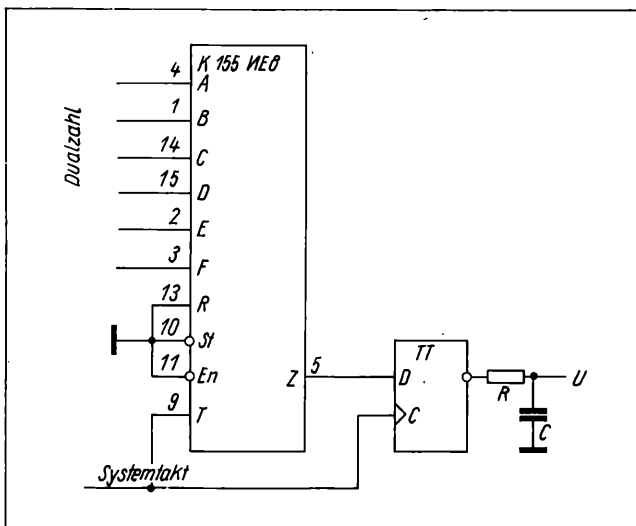 K 155 ИЕ8
Dualzahl
4 A
1 B
14 C
15 D
2 E
3 F
13 R
10 St
11 En
9 T
Z 5
TT
D
C
R
U
C
Systemtakt